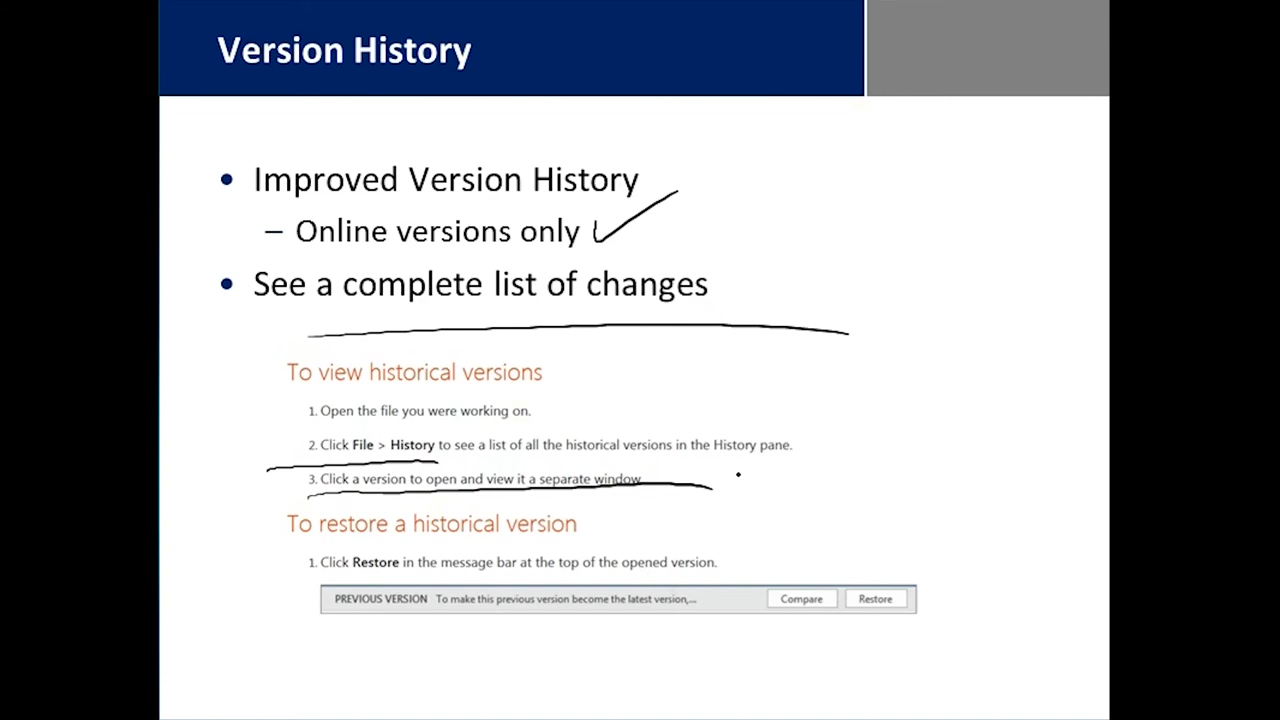 Version History
• Improved Version History
– Online versions only
• See a complete list of changes
To view historical versions
1. Open the file you were working on.
2. Click File > History to see a list of all the historical versions in the History pane.
3. Click a version to open and view it a separate window.
To restore a historical version
1. Click Restore in the message bar at the top of the opened version.
PREVIOUS VERSION To make this previous version become the latest version,... Compare Restore